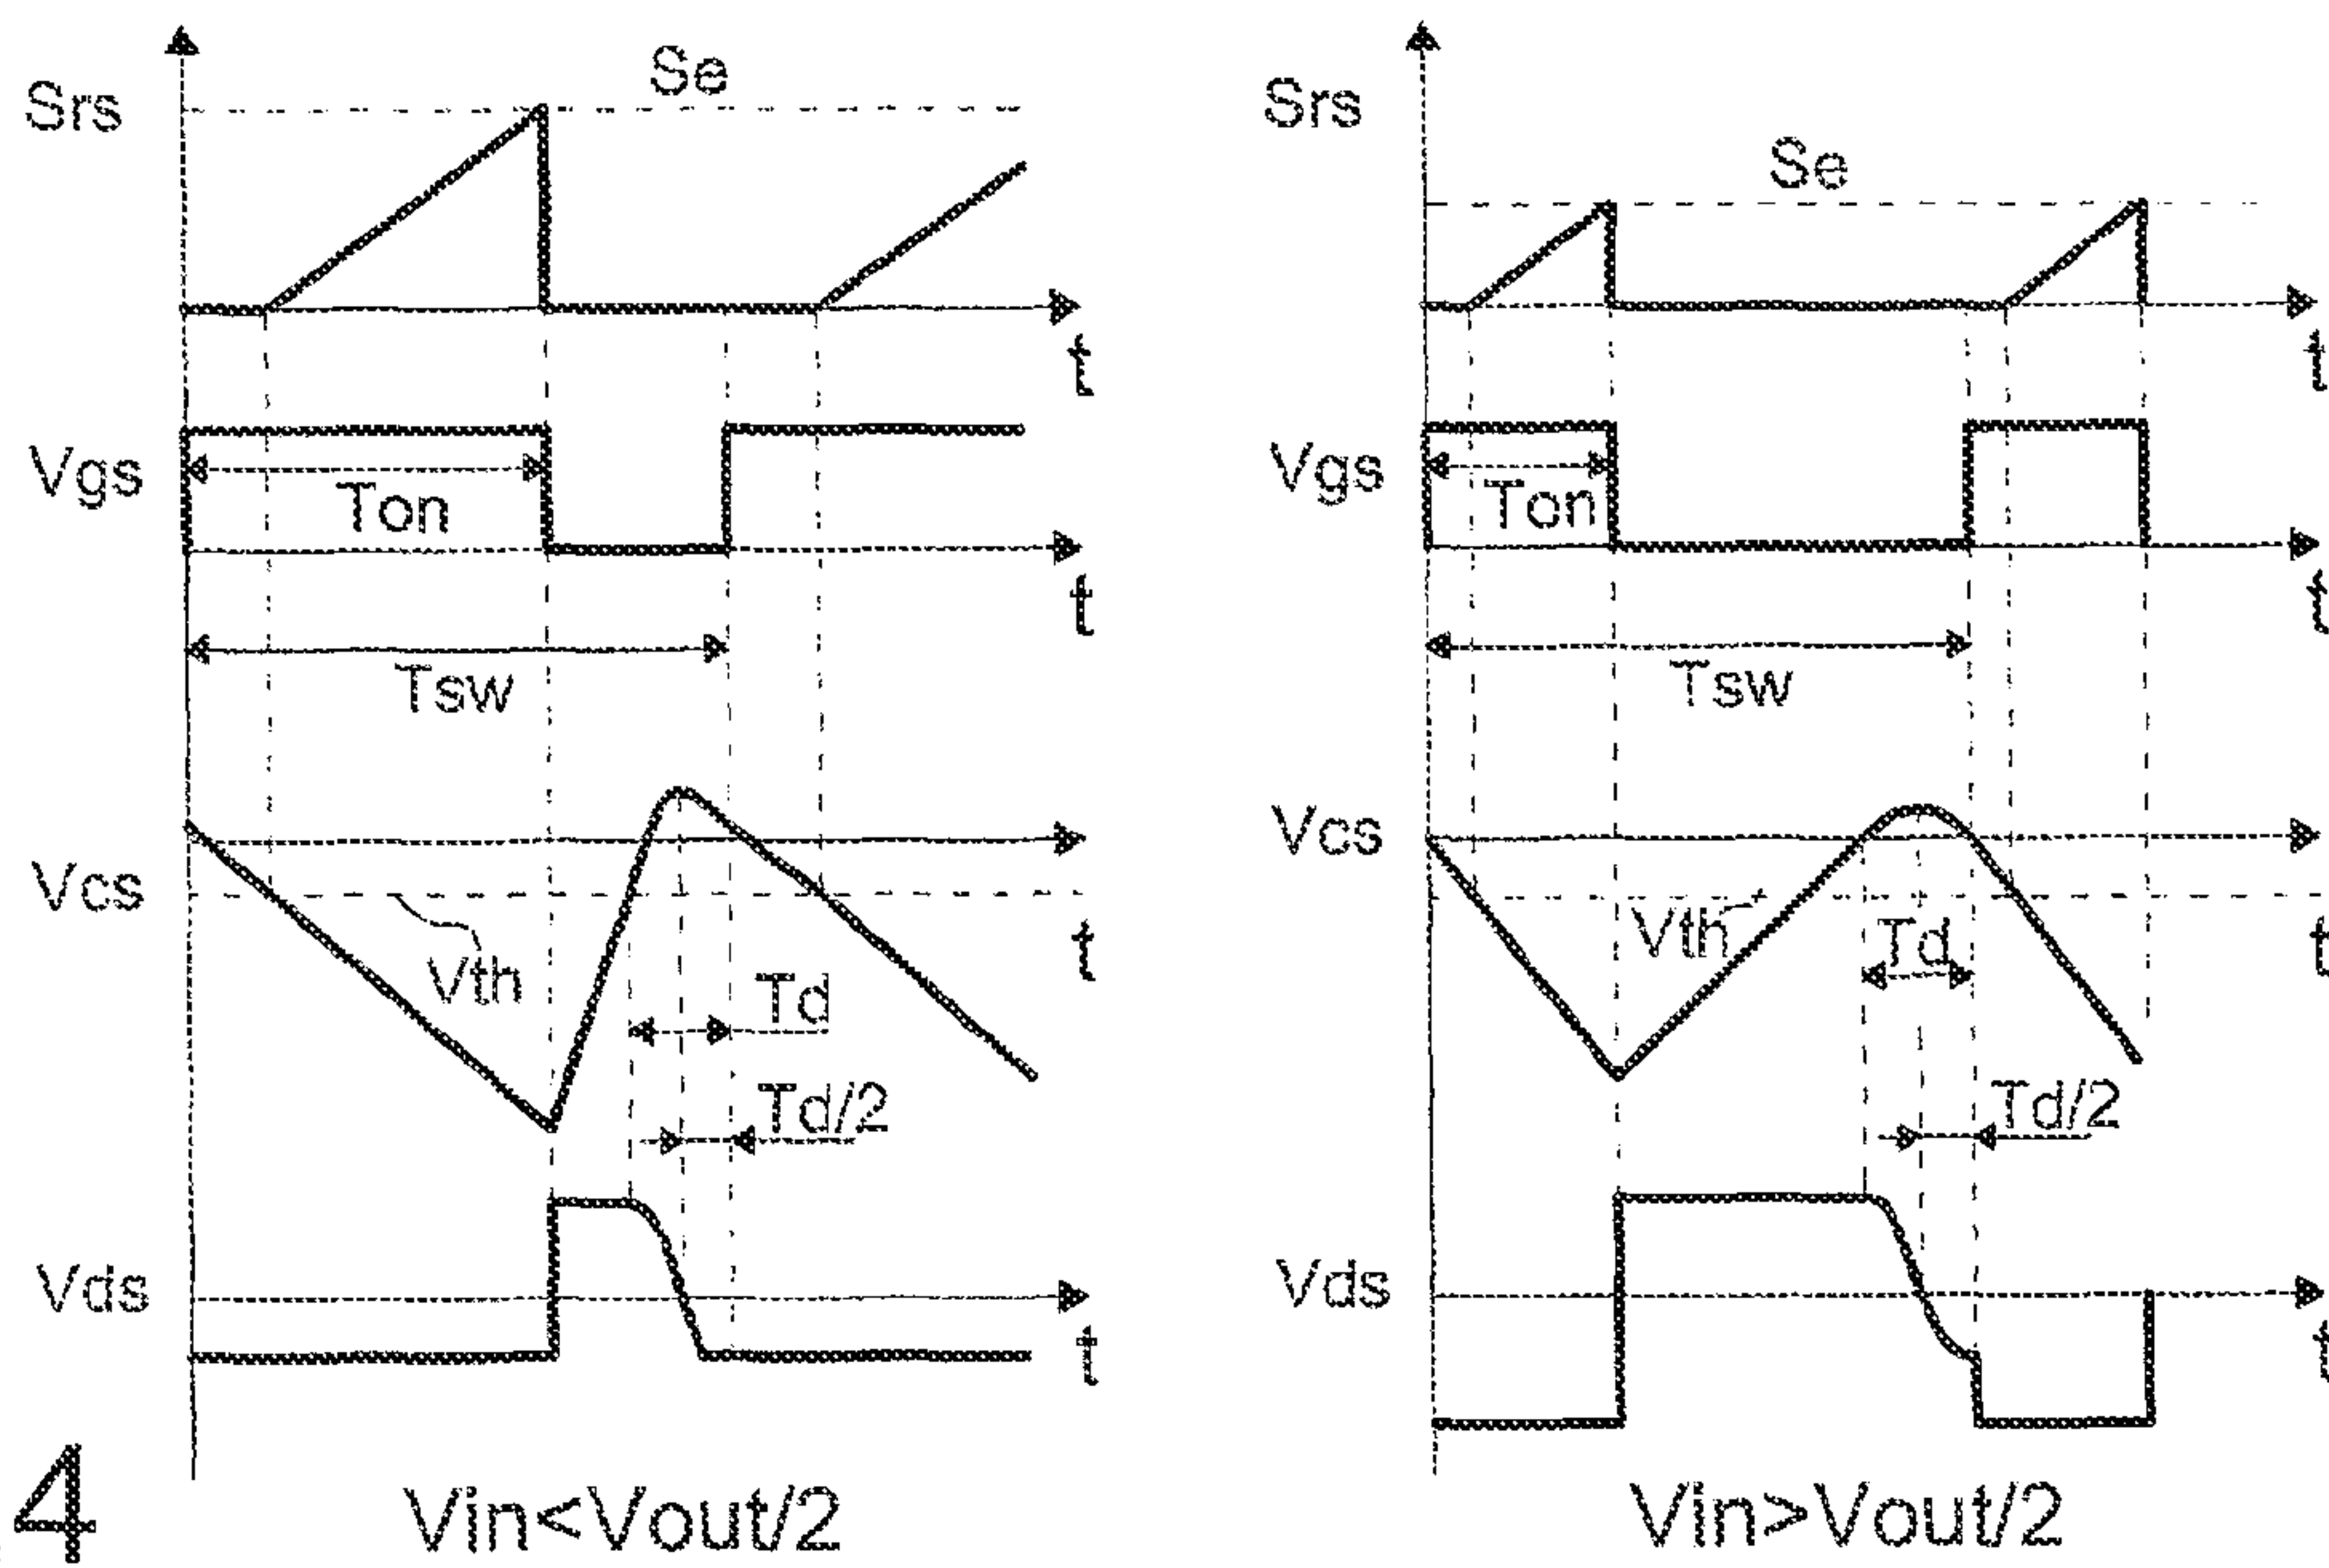 Srs
Se
t
Vgs
Ton
t
Tsw
Vcs
Vth
t
Td
Td/2
Vds
t
4
Vin<Vout/2
Srs
Se
t
Vgs
Ton
t
Tsw
Vcs
Vth
Td
t
Td/2
Vds
t
Vin>Vout/2